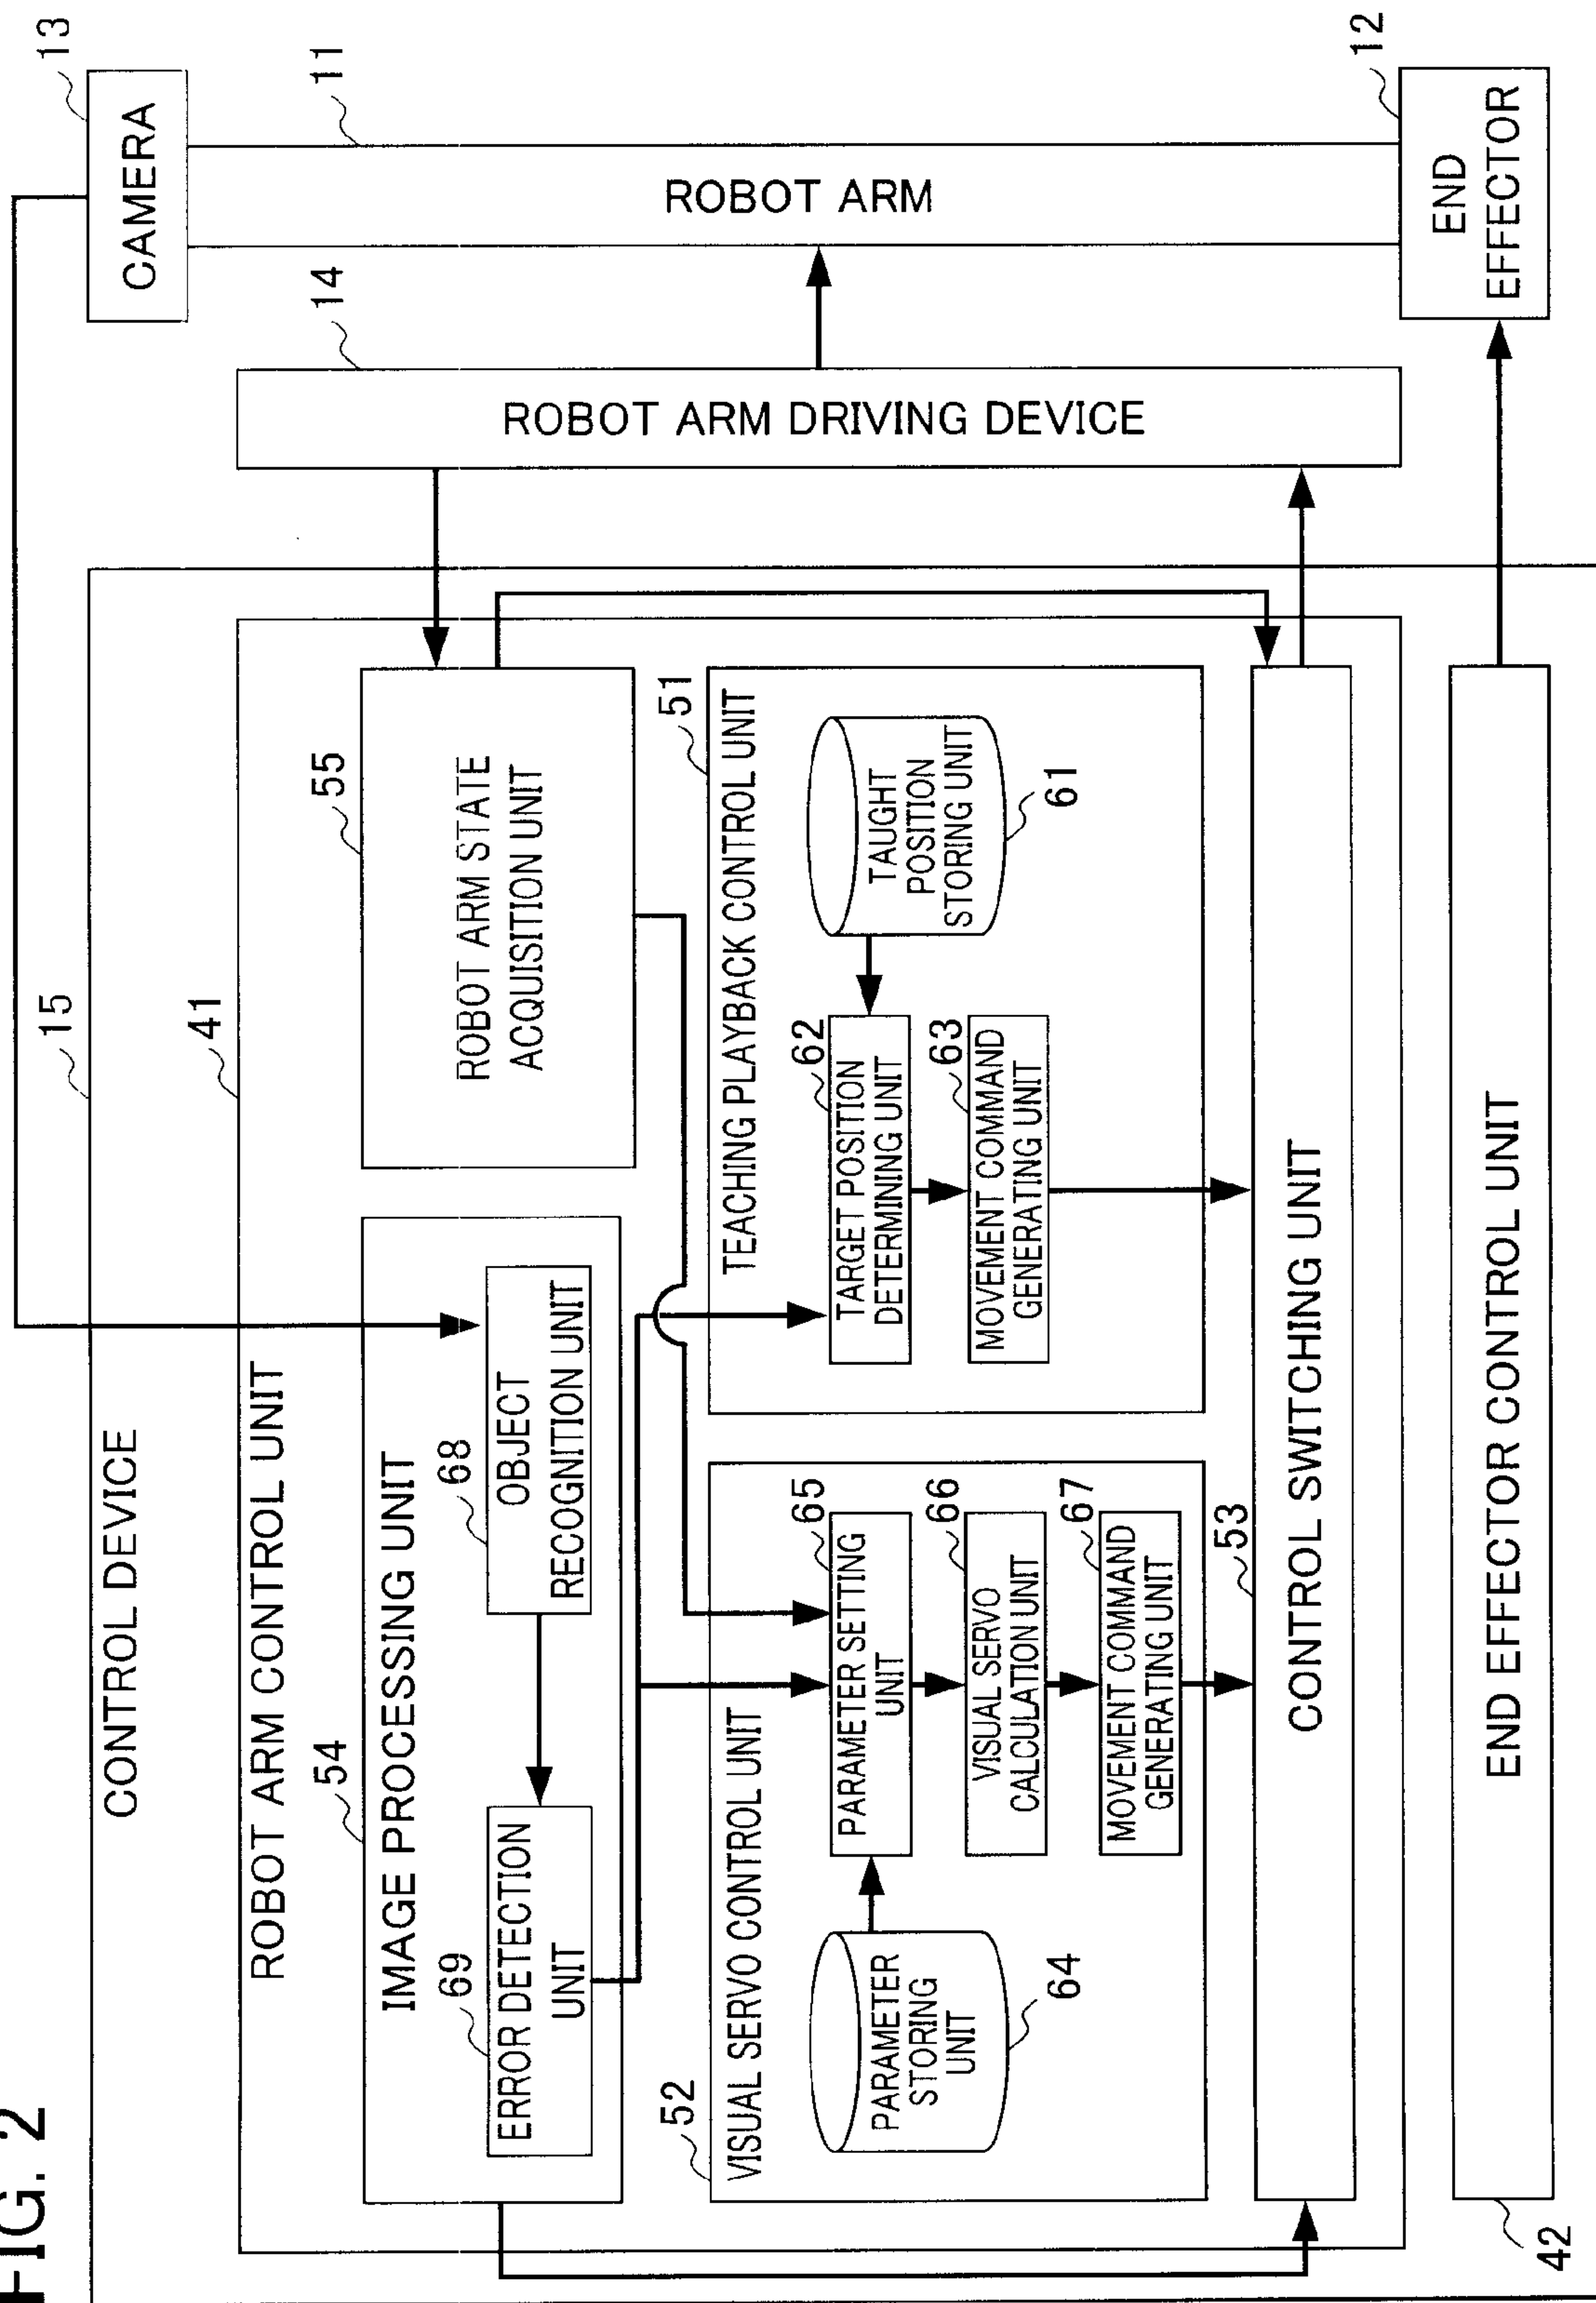 FIG. 2
CONTROL DEVICE
15
ROBOT ARM CONTROL UNIT
41
54
IMAGE PROCESSING UNIT
69
ERROR DETECTION
UNIT
68
OBJECT
RECOGNITION UNIT
55
ROBOT ARM STATE
ACQUISITION UNIT
52
VISUAL SERVO CONTROL UNIT
PARAMETER
STORING
UNIT
64
65
PARAMETER SETTING
UNIT
66
VISUAL SERVO
CALCULATION UNIT
67
MOVEMENT COMMAND
GENERATING UNIT
51
TEACHING PLAYBACK CONTROL UNIT
62
TARGET POSITION
DETERMINING UNIT
63
MOVEMENT COMMAND
GENERATING UNIT
TAUGHT
POSITION
STORING UNIT
61
53
CONTROL SWITCHING UNIT
42
END EFFECTOR CONTROL UNIT
14
ROBOT ARM DRIVING DEVICE
13
CAMERA
11
ROBOT ARM
12
END
EFFECTOR